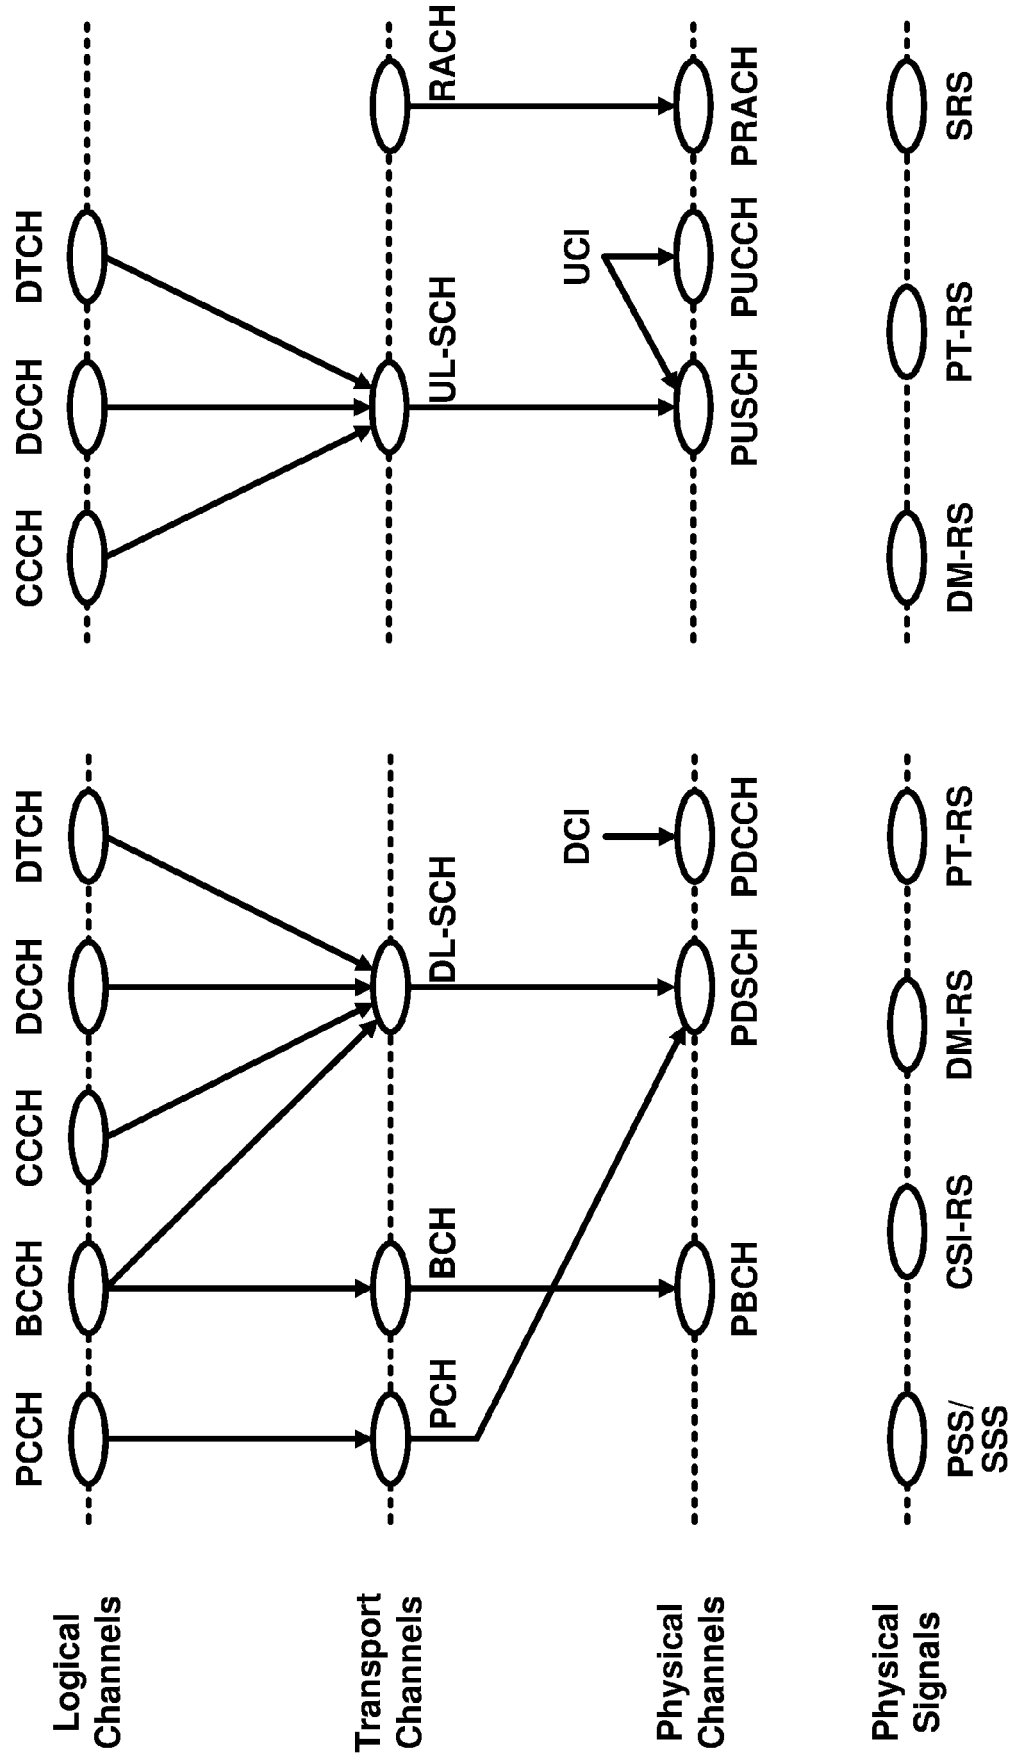 Logical
Channels
PCCH
BCCH
CCCH
DCCH
DTCH
CCCH
DCCH
DTCH
Transport
Channels
PCH
BCH
DL-SCH
UL-SCH
RACH
DCI
UCI
Physical
Channels
PBCH
PDSCH
PDCCH
PUSCH
PUCCH
PRACH
Physical
Signals
PSS/
SSS
CSI-RS
DM-RS
PT-RS
DM-RS
PT-RS
SRS